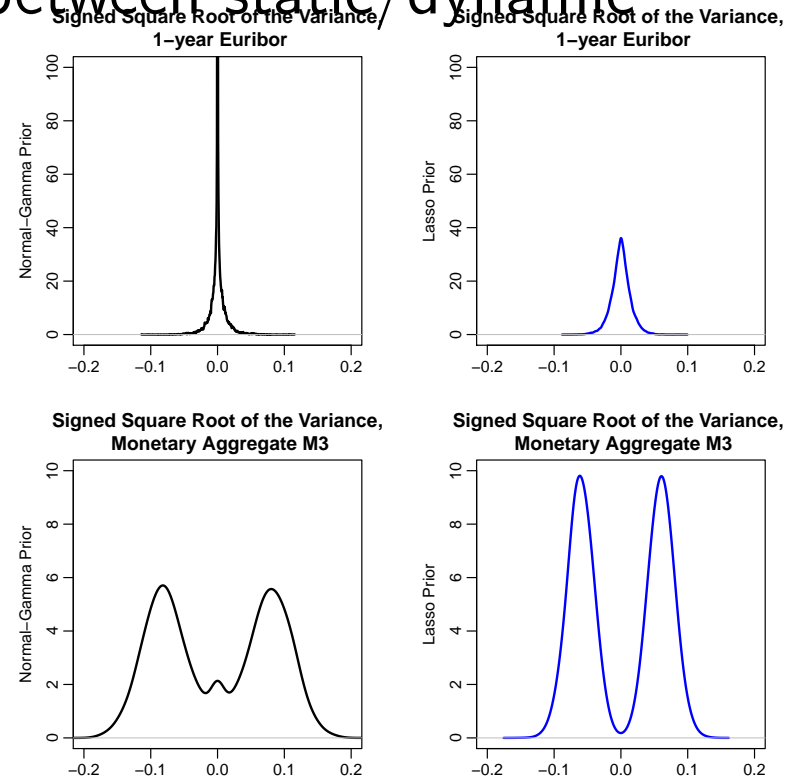 between static/dynamic
Signed Square Root of the Variance,
1−year Euribor
Normal−Gamma Prior
0 20 40 60 80 100
−0.2 −0.1 0.0 0.1 0.2
Signed Square Root of the Variance,
1−year Euribor
Lasso Prior
0 20 40 60 80 100
−0.2 −0.1 0.0 0.1 0.2
Signed Square Root of the Variance,
Monetary Aggregate M3
Normal−Gamma Prior
0 2 4 6 8 10
−0.2 −0.1 0.0 0.1 0.2
Signed Square Root of the Variance,
Monetary Aggregate M3
Lasso Prior
0 2 4 6 8 10
−0.2 −0.1 0.0 0.1 0.2